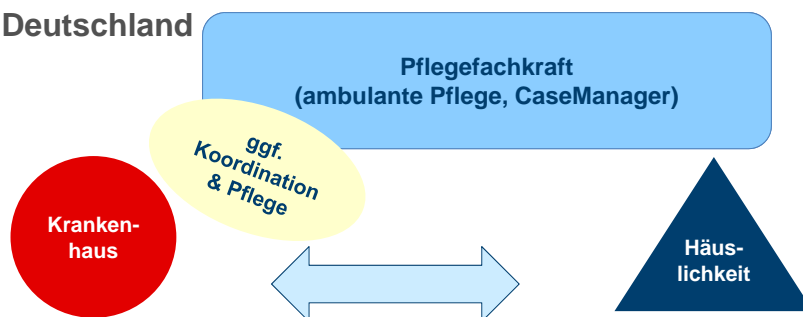 Deutschland
Pflegefachkraft
(ambulante Pflege, CaseManager)
ggf.
Koordination
& Pflege
Kranken-
haus
Häus-
lichkeit